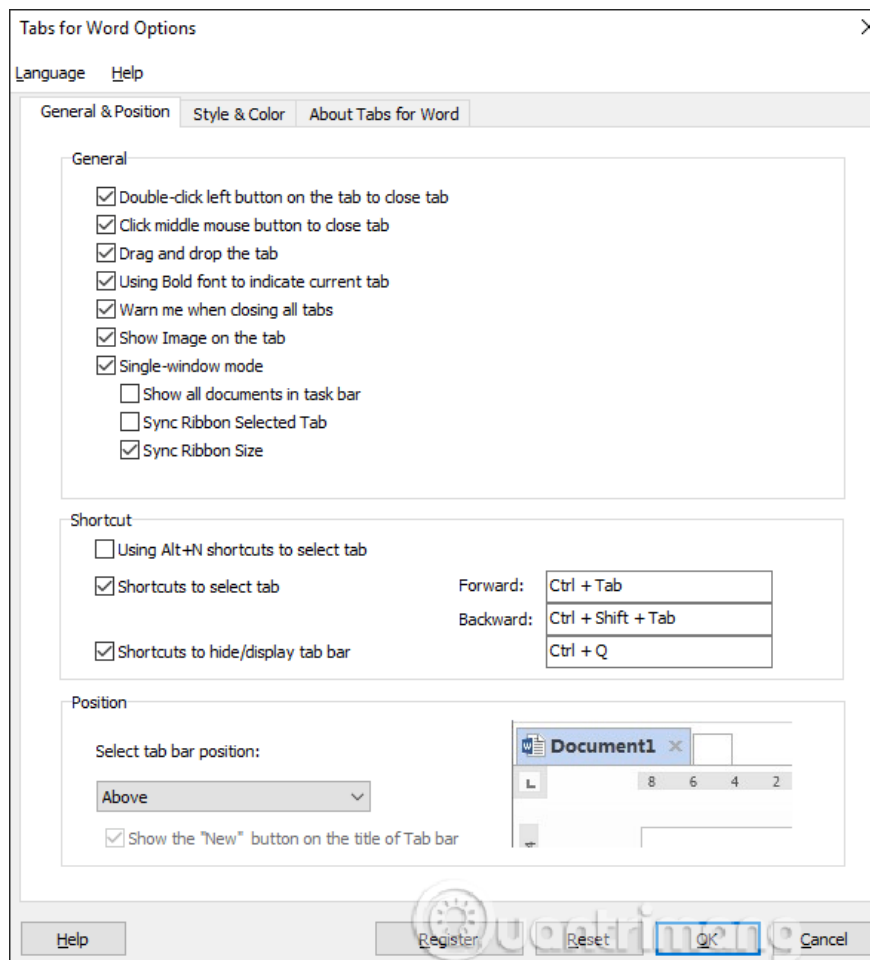 Tabs for Word Options
Language Help
General & Position Style & Color About Tabs for Word
General
Double-click left button on the tab to close tab
Click middle mouse button to close tab
Drag and drop the tab
Using Bold font to indicate current tab
Warn me when closing all tabs
Show Image on the tab
Single-window mode
Show all documents in task bar
Sync Ribbon Selected Tab
Sync Ribbon Size
Shortcut
Using Alt+N shortcuts to select tab
Shortcuts to select tab Forward: Ctrl + Tab
Backward: Ctrl + Shift + Tab
Shortcuts to hide/display tab bar Ctrl + Q
Position
Select tab bar position:
Above
Show the "New" button on the title of Tab bar
W Document1
L 8 6 4 2
Help Register Reset OK Cancel
Quantrimang